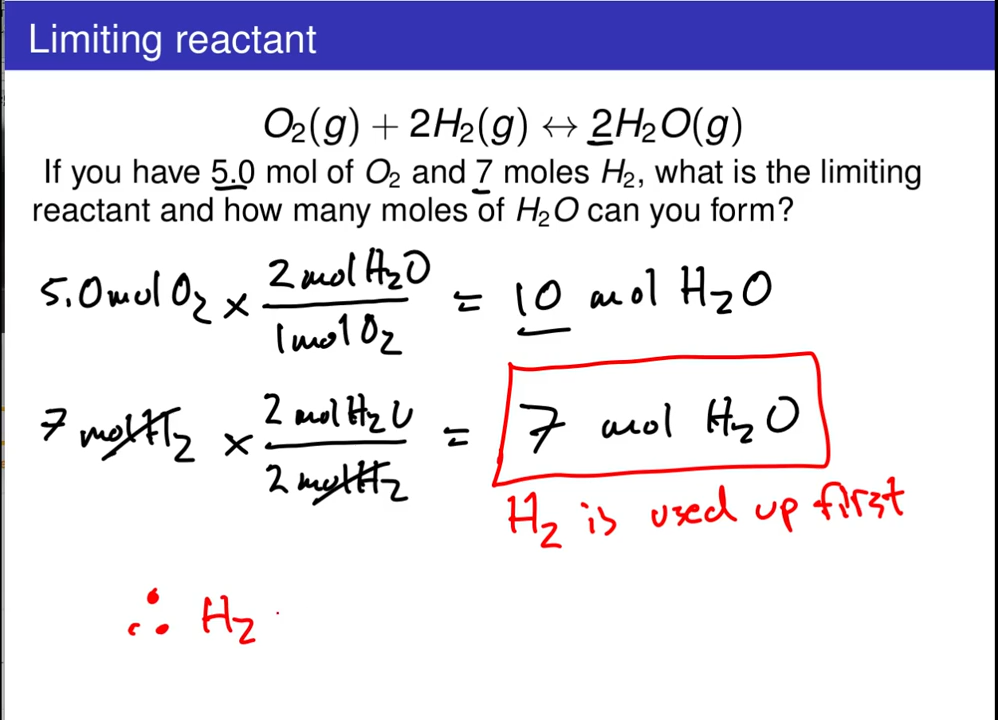 Limiting reactant
O₂(g) + 2H₂(g) ↔ 2H₂O(g)
If you have 5.0 mol of O₂ and 7 moles H₂, what is the limiting
reactant and how many moles of H₂O can you form?
5.0 mol O₂ × 2 mol H₂O / 1 mol O₂ = 10 mol H₂O
7 mol H₂ × 2 mol H₂O / 2 mol H₂ = 7 mol H₂O
H₂ is used up first
∴ H₂